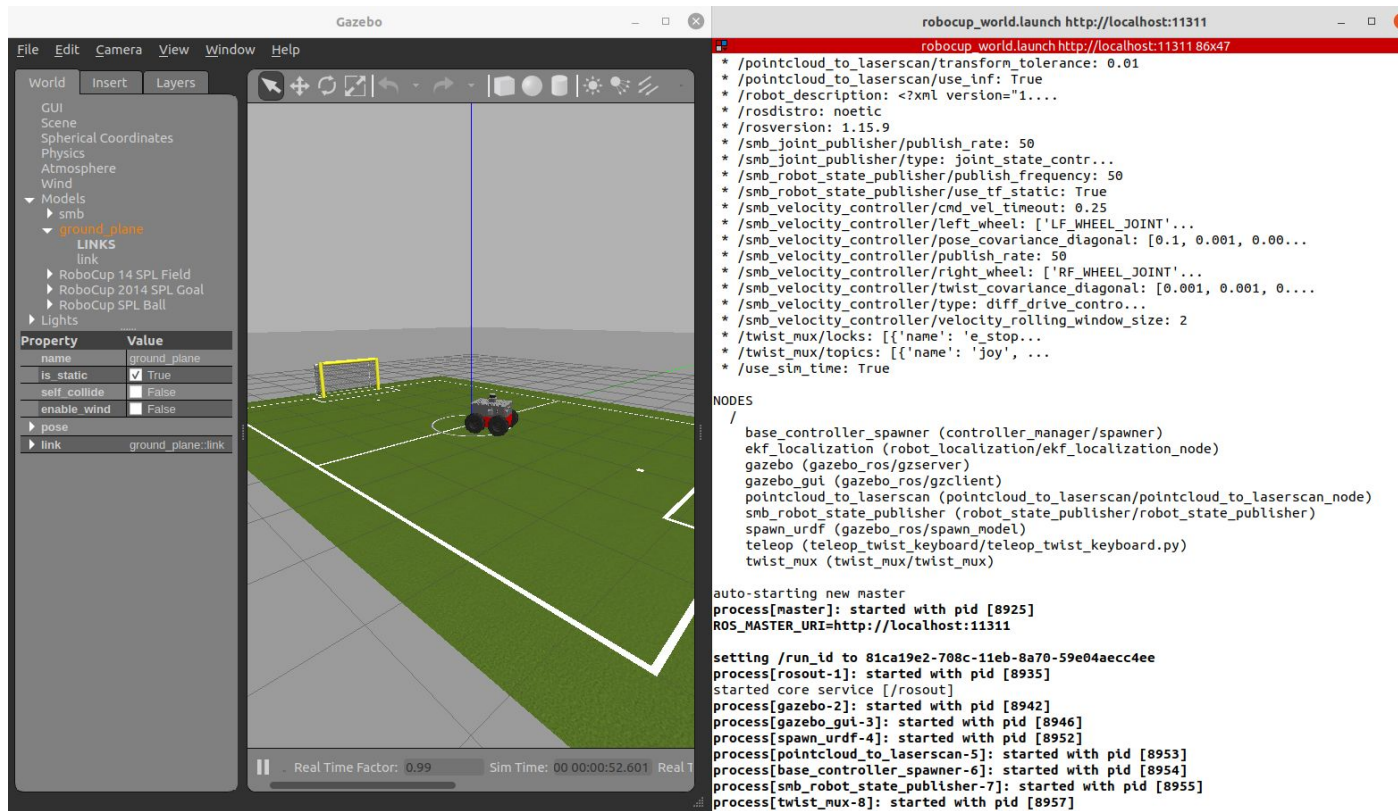 Gazebo
File Edit Camera View Window Help
World Insert Layers
GUI
Scene
Spherical Coordinates
Physics
Atmosphere
Wind
Models
smb
ground_plane
LINKS
link
RoboCup 14 SPL Field
RoboCup 2014 SPL Goal
RoboCup SPL Ball
Lights
Property Value
name ground_plane
is_static True
self_collide False
enable_wind False
pose
link ground_plane::link
Real Time Factor: 0.99 Sim Time: 00 00:00:52.601 Real T
robocup_world.launch http://localhost:11311
robocup_world.launch http://localhost:11311 86x47
* /pointcloud_to_laserscan/transform_tolerance: 0.01
* /pointcloud_to_laserscan/use_inf: True
* /robot_description: <?xml version="1....
* /rosdistro: noetic
* /rosversion: 1.15.9
* /smb_joint_publisher/publish_rate: 50
* /smb_joint_publisher/type: joint_state_contr...
* /smb_robot_state_publisher/publish_frequency: 50
* /smb_robot_state_publisher/use_tf_static: True
* /smb_velocity_controller/cmd_vel_timeout: 0.25
* /smb_velocity_controller/left_wheel: ['LF_WHEEL_JOINT'...
* /smb_velocity_controller/pose_covariance_diagonal: [0.1, 0.001, 0.00...
* /smb_velocity_controller/publish_rate: 50
* /smb_velocity_controller/right_wheel: ['RF_WHEEL_JOINT'...
* /smb_velocity_controller/twist_covariance_diagonal: [0.001, 0.001, 0....
* /smb_velocity_controller/type: diff_drive_contro...
* /smb_velocity_controller/velocity_rolling_window_size: 2
* /twist_mux/locks: [{'name': 'e_stop...
* /twist_mux/topics: [{'name': 'joy', ...
* /use_sim_time: True
NODES
/
base_controller_spawner (controller_manager/spawner)
ekf_localization (robot_localization/ekf_localization_node)
gazebo (gazebo_ros/gzserver)
gazebo_gui (gazebo_ros/gzclient)
pointcloud_to_laserscan (pointcloud_to_laserscan/pointcloud_to_laserscan_node)
smb_robot_state_publisher (robot_state_publisher/robot_state_publisher)
spawn_urdf (gazebo_ros/spawn_model)
teleop (teleop_twist_keyboard/teleop_twist_keyboard.py)
twist_mux (twist_mux/twist_mux)
auto-starting new master
process[master]: started with pid [8925]
ROS_MASTER_URI=http://localhost:11311
setting /run_id to 81ca19e2-708c-11eb-8a70-59e04aecc4ee
process[rosout-1]: started with pid [8935]
started core service [/rosout]
process[gazebo-2]: started with pid [8942]
process[gazebo_gui-3]: started with pid [8946]
process[spawn_urdf-4]: started with pid [8952]
process[pointcloud_to_laserscan-5]: started with pid [8953]
process[base_controller_spawner-6]: started with pid [8954]
process[smb_robot_state_publisher-7]: started with pid [8955]
process[twist_mux-8]: started with pid [8957]